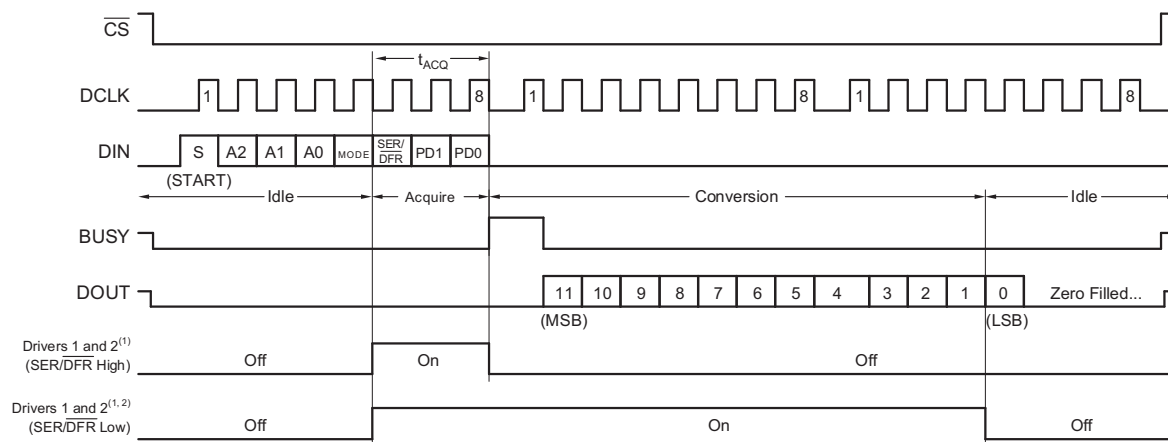 CS
tACQ
DCLK 1 8 1 8 1 8
DIN S A2 A1 A0 MODE SER/DFR PD1 PD0
(START)
Idle Acquire Conversion Idle
BUSY
DOUT 11 10 9 8 7 6 5 4 3 2 1 0 Zero Filled...
(MSB) (LSB)
Drivers 1 and 2(1)
(SER/DFR High) Off On Off
Drivers 1 and 2(1, 2)
(SER/DFR Low) Off On Off